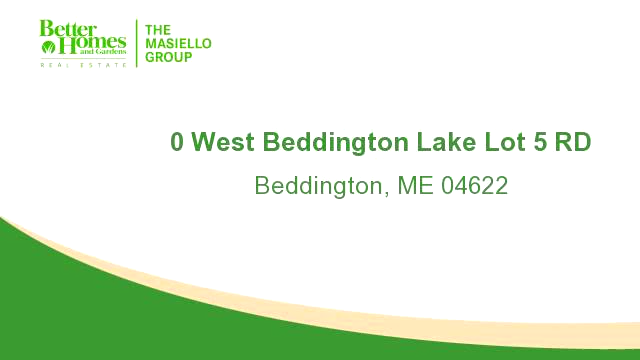 Better
Homes
and Gardens
REAL ESTATE
THE
MASIELLO
GROUP
0 West Beddington Lake Lot 5 RD
Beddington, ME 04622